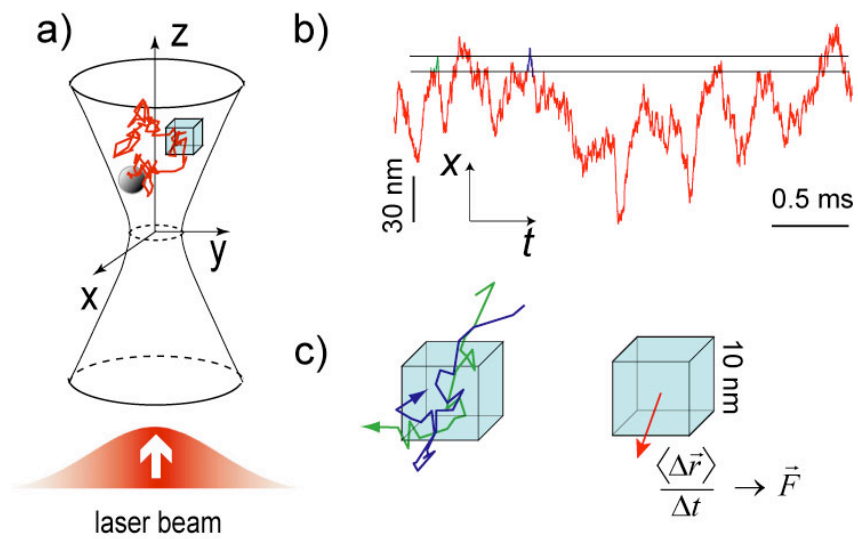 a)
z
y
x
laser beam
b)
30 nm
x
t
0.5 ms
c)
10 nm
⟨Δr⃗⟩
Δt
→ F⃗